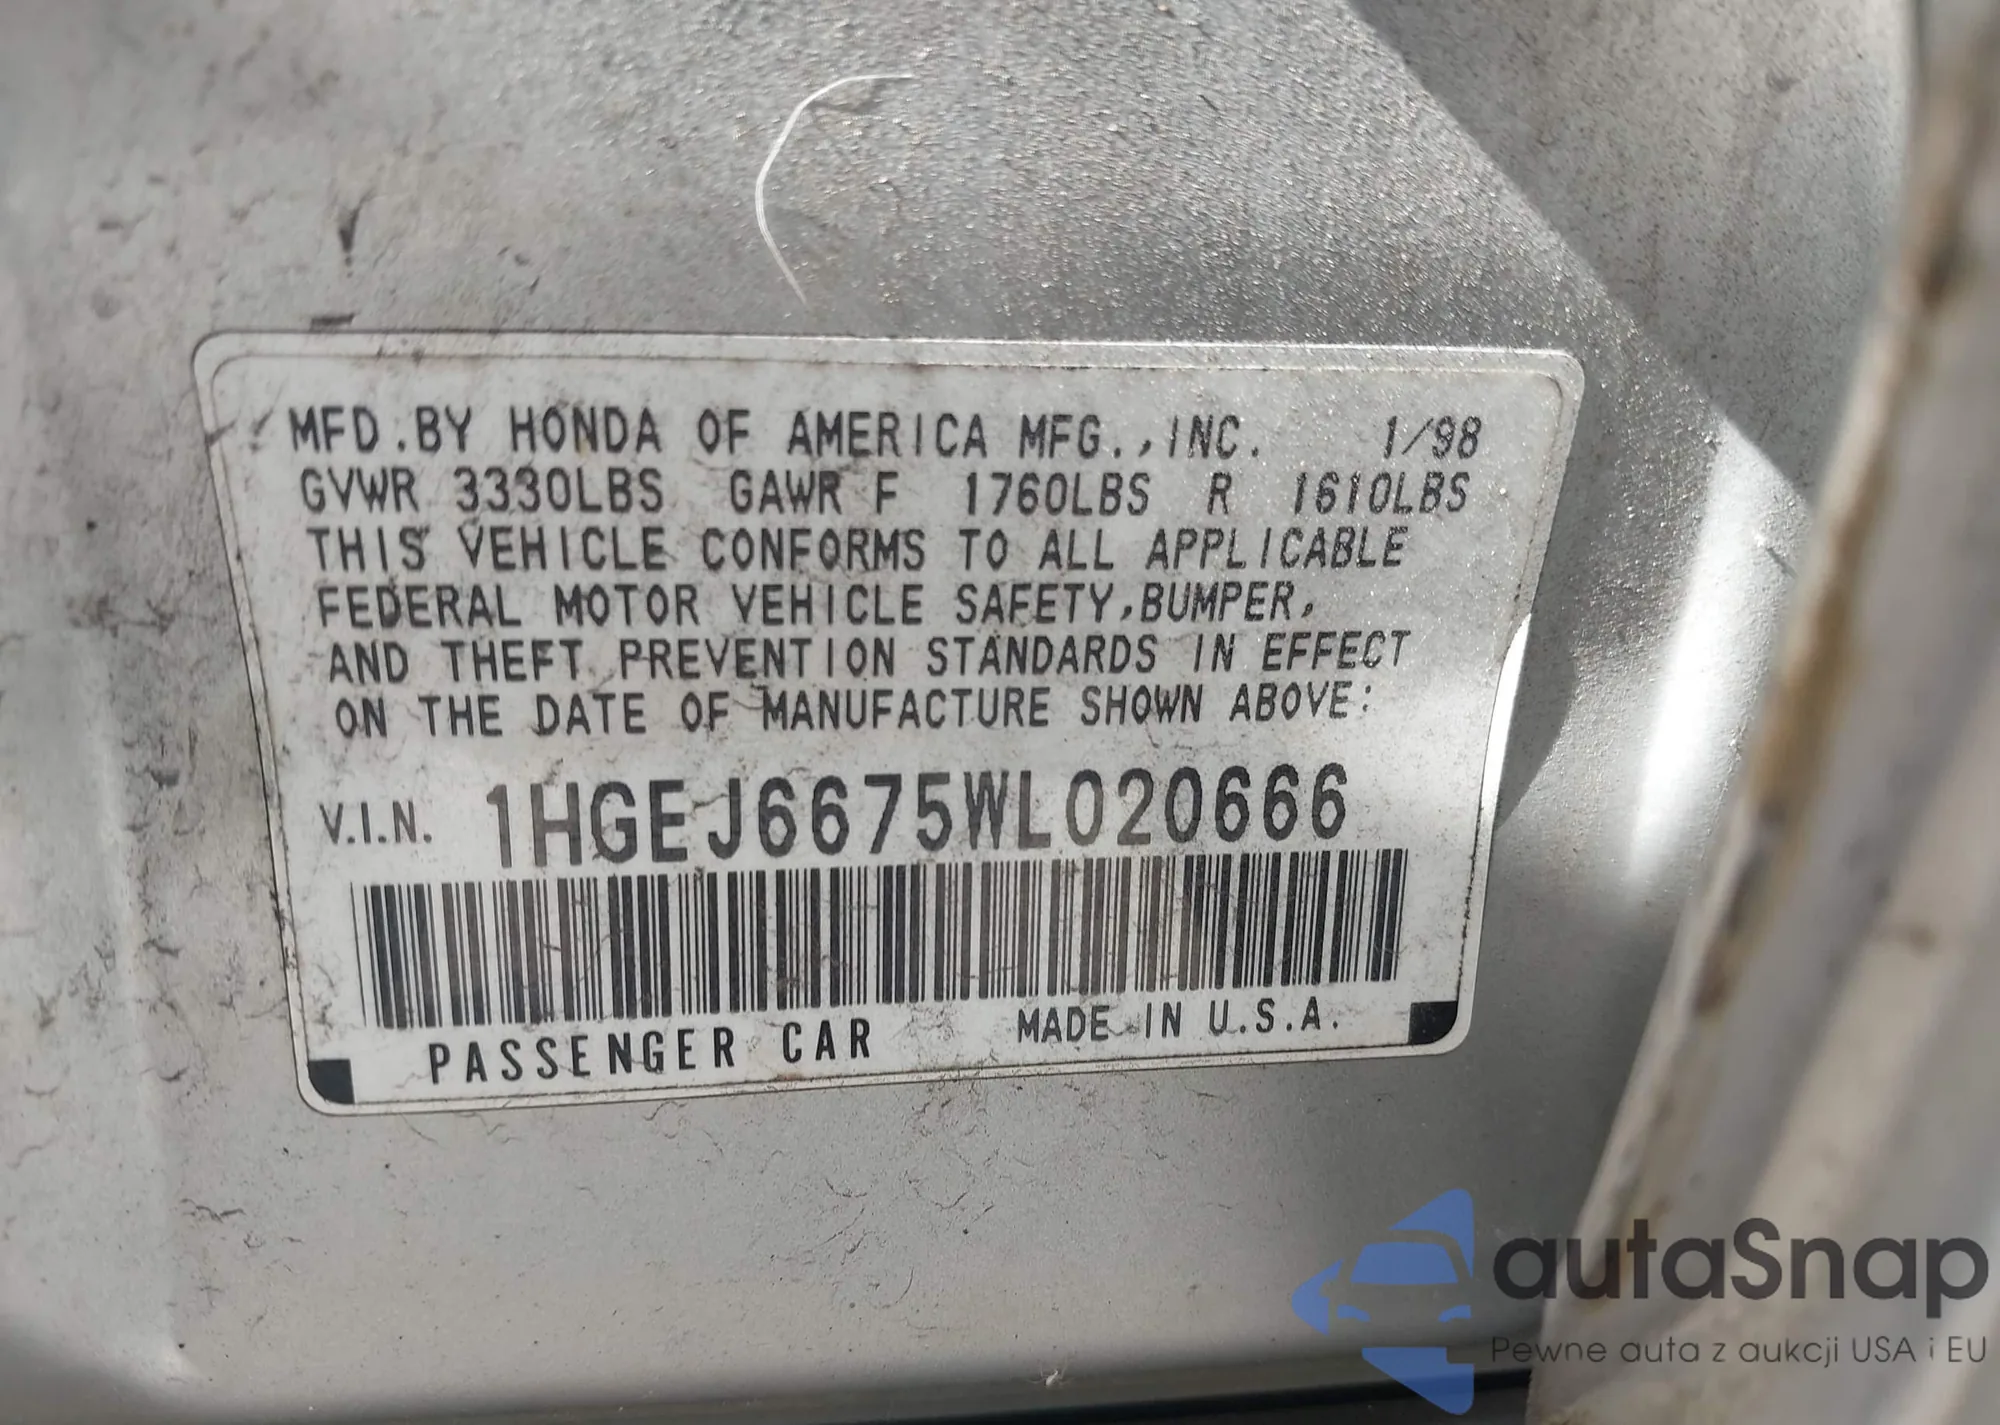 MFD.BY HONDA OF AMERICA MFG.,INC. 1/98
GVWR 3330LBS GAWR F 1760LBS R 1610LBS
THIS VEHICLE CONFORMS TO ALL APPLICABLE
FEDERAL MOTOR VEHICLE SAFETY,BUMPER,
AND THEFT PREVENTION STANDARDS IN EFFECT
ON THE DATE OF MANUFACTURE SHOWN ABOVE:
V.I.N. 1HGEJ6675WL020666
PASSENGER CAR MADE IN U.S.A.
autaSnap
Pewne auta z aukcji USA i EU